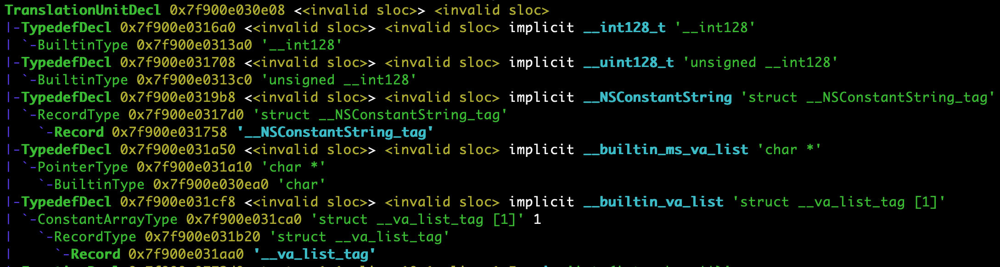 TranslationUnitDecl 0x7f900e030e08 <<invalid sloc>> <invalid sloc>
|-TypedefDecl 0x7f900e0316a0 <<invalid sloc>> <invalid sloc> implicit __int128_t '__int128'
| `-BuiltinType 0x7f900e0313a0 '__int128'
|-TypedefDecl 0x7f900e031708 <<invalid sloc>> <invalid sloc> implicit __uint128_t 'unsigned __int128'
| `-BuiltinType 0x7f900e0313c0 'unsigned __int128'
|-TypedefDecl 0x7f900e0319b8 <<invalid sloc>> <invalid sloc> implicit __NSConstantString 'struct __NSConstantString_tag'
| `-RecordType 0x7f900e0317d0 'struct __NSConstantString_tag'
|   `-Record 0x7f900e031758 '__NSConstantString_tag'
|-TypedefDecl 0x7f900e031a50 <<invalid sloc>> <invalid sloc> implicit __builtin_ms_va_list 'char *'
| `-PointerType 0x7f900e031a10 'char *'
|   `-BuiltinType 0x7f900e030ea0 'char'
|-TypedefDecl 0x7f900e031cf8 <<invalid sloc>> <invalid sloc> implicit __builtin_va_list 'struct __va_list_tag [1]'
| `-ConstantArrayType 0x7f900e031ca0 'struct __va_list_tag [1]' 1
|   `-RecordType 0x7f900e031b20 'struct __va_list_tag'
|     `-Record 0x7f900e031aa0 '__va_list_tag'